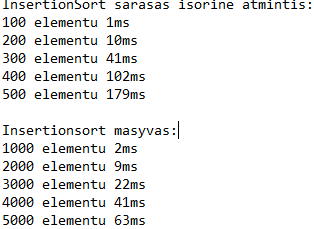 InsertionSort sarasas isorine atmintis:
100 elementu 1ms
200 elementu 10ms
300 elementu 41ms
400 elementu 102ms
500 elementu 179ms
Insertionsort masyvas:
1000 elementu 2ms
2000 elementu 9ms
3000 elementu 22ms
4000 elementu 41ms
5000 elementu 63ms